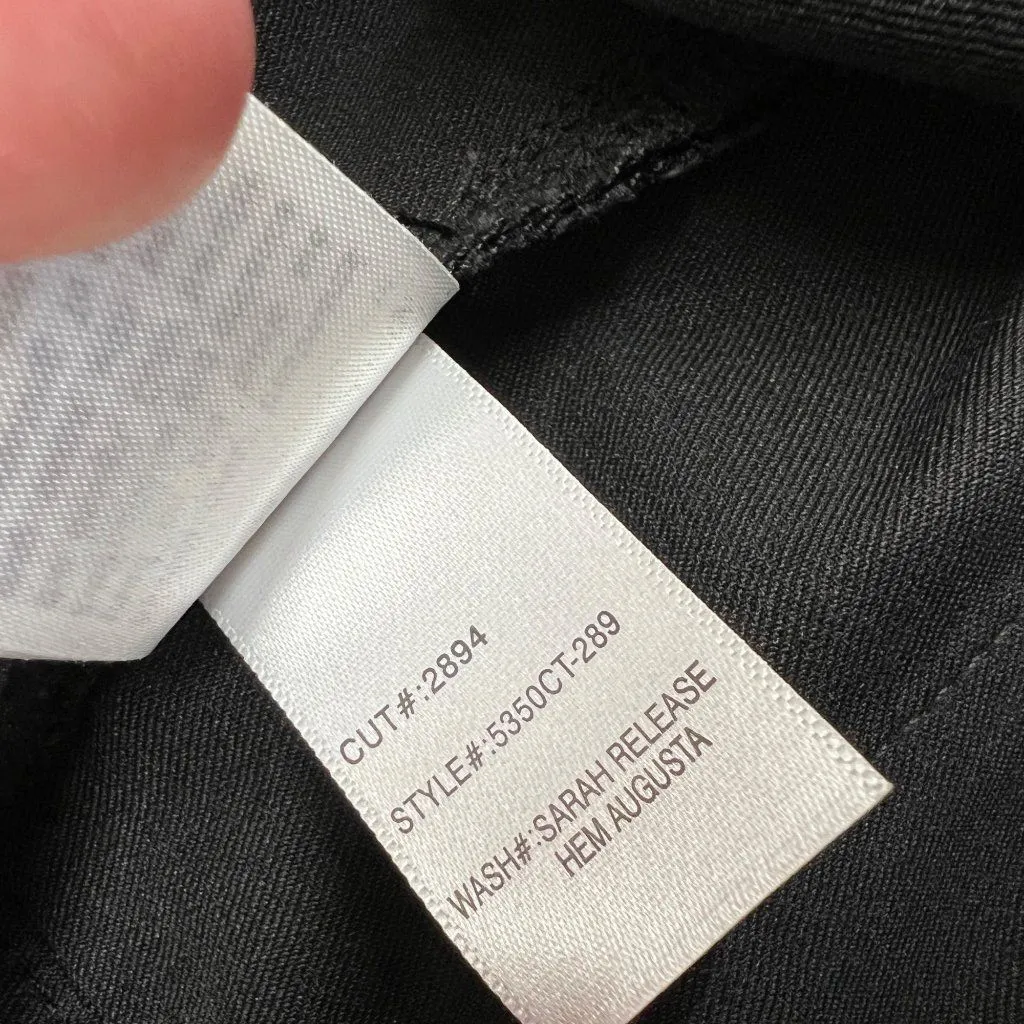 CUT#:2894
STYLE#:5350CT-289
WASH#:SARAH RELEASE
HEM AUGUSTA